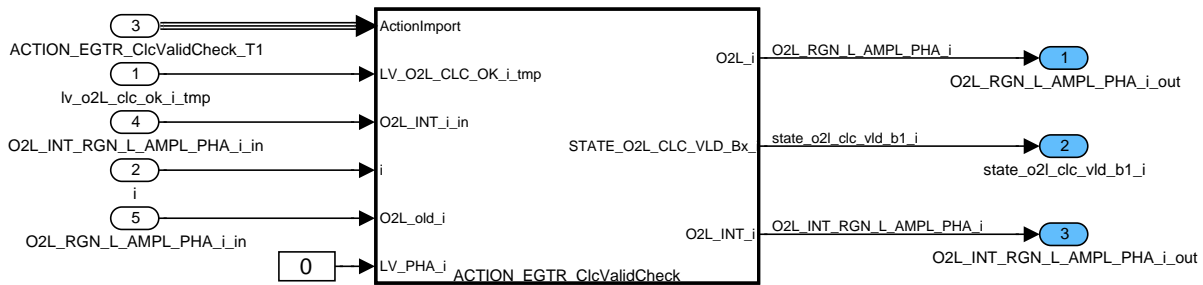 3
ACTION_EGTR_ClcValidCheck_T1
1
lv_o2L_clc_ok_i_tmp
4
O2L_INT_RGN_L_AMPL_PHA_i_in
2
i
5
O2L_RGN_L_AMPL_PHA_i_in
0
ActionImport
LV_O2L_CLC_OK_i_tmp
O2L_INT_i_in
i
O2L_old_i
LV_PHA_i
O2L_i
STATE_O2L_CLC_VLD_Bx_
O2L_INT_i
ACTION_EGTR_ClcValidCheck
O2L_RGN_L_AMPL_PHA_i
1
O2L_RGN_L_AMPL_PHA_i_out
state_o2l_clc_vld_b1_i
2
state_o2l_clc_vld_b1_i
O2L_INT_RGN_L_AMPL_PHA_i
3
O2L_INT_RGN_L_AMPL_PHA_i_out